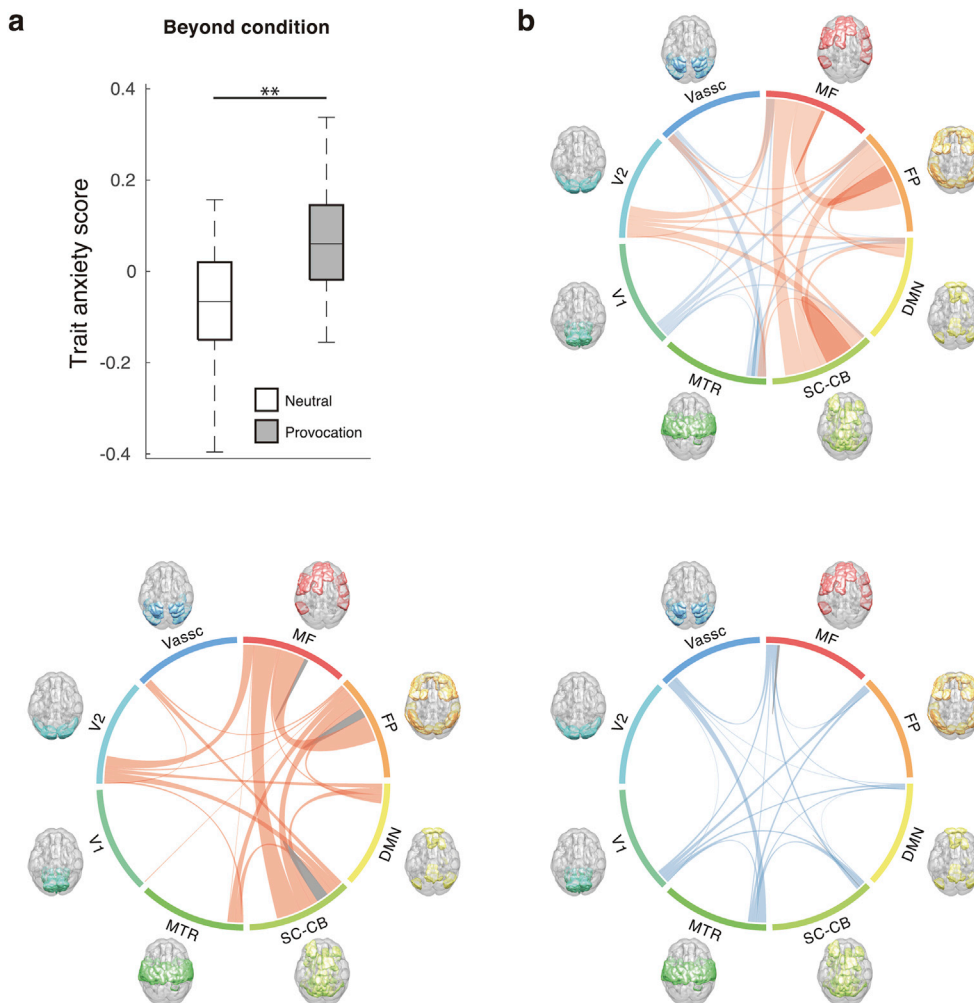 a
Beyond condition
**
0.4
0.2
0
-0.2
-0.4
Trait anxiety score
Neutral
Provocation
b
Vassc
MF
V2
FP
V1
DMN
MTR
SC-CB
Vassc
MF
V2
FP
V1
DMN
MTR
SC-CB
Vassc
MF
V2
FP
V1
DMN
MTR
SC-CB